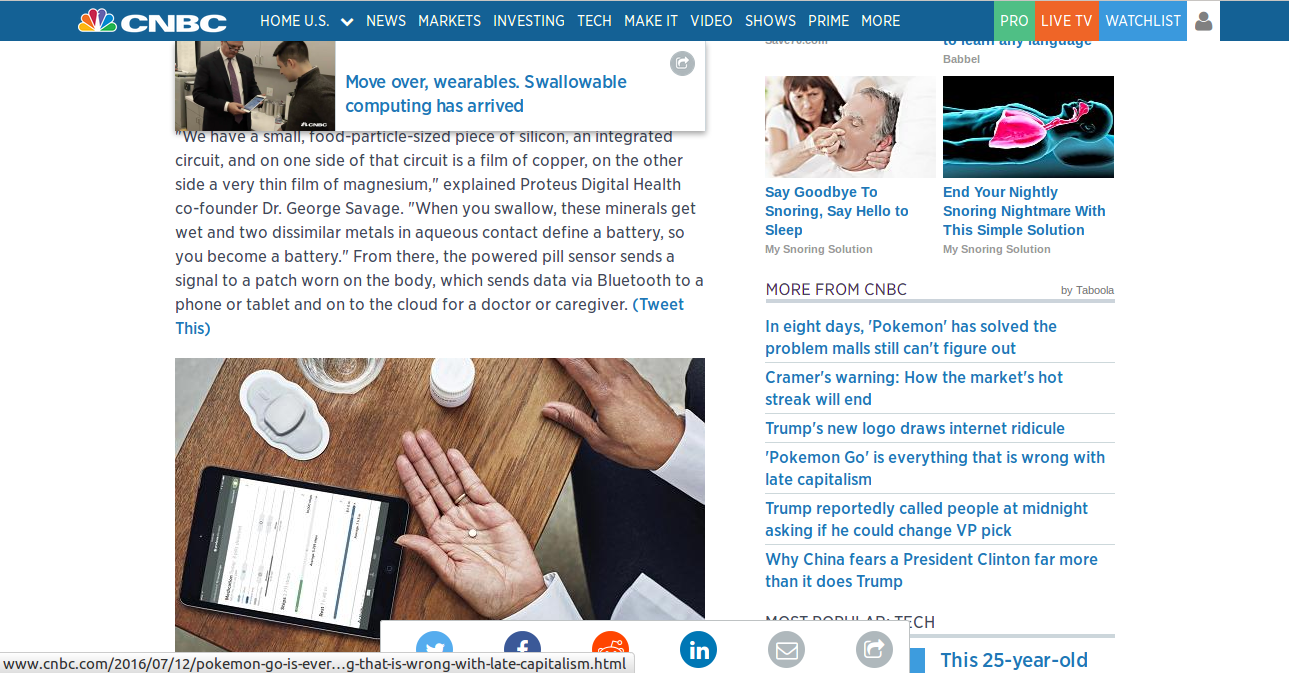 CNBC HOME U.S. NEWS MARKETS INVESTING TECH MAKE IT VIDEO SHOWS PRIME MORE PRO LIVE TV WATCHLIST
CNBC
Move over, wearables. Swallowable
computing has arrived
"We have a small, food-particle-sized piece of silicon, an integrated
circuit, and on one side of that circuit is a film of copper, on the other
side a very thin film of magnesium," explained Proteus Digital Health
co-founder Dr. George Savage. "When you swallow, these minerals get
wet and two dissimilar metals in aqueous contact define a battery, so
you become a battery." From there, the powered pill sensor sends a
signal to a patch worn on the body, which sends data via Bluetooth to a
phone or tablet and on to the cloud for a doctor or caregiver. (Tweet
This)
Medication
Steps
Rest
to learn any language
Babbel
Say Goodbye To
Snoring, Say Hello to
Sleep
My Snoring Solution
End Your Nightly
Snoring Nightmare With
This Simple Solution
My Snoring Solution
MORE FROM CNBC
by Taboola
In eight days, 'Pokemon' has solved the
problem malls still can't figure out
Cramer's warning: How the market's hot
streak will end
Trump's new logo draws internet ridicule
'Pokemon Go' is everything that is wrong with
late capitalism
Trump reportedly called people at midnight
asking if he could change VP pick
Why China fears a President Clinton far more
than it does Trump
MOST POPULAR: TECH
This 25-year-old
in
www.cnbc.com/2016/07/12/pokemon-go-is-ever...g-that-is-wrong-with-late-capitalism.html